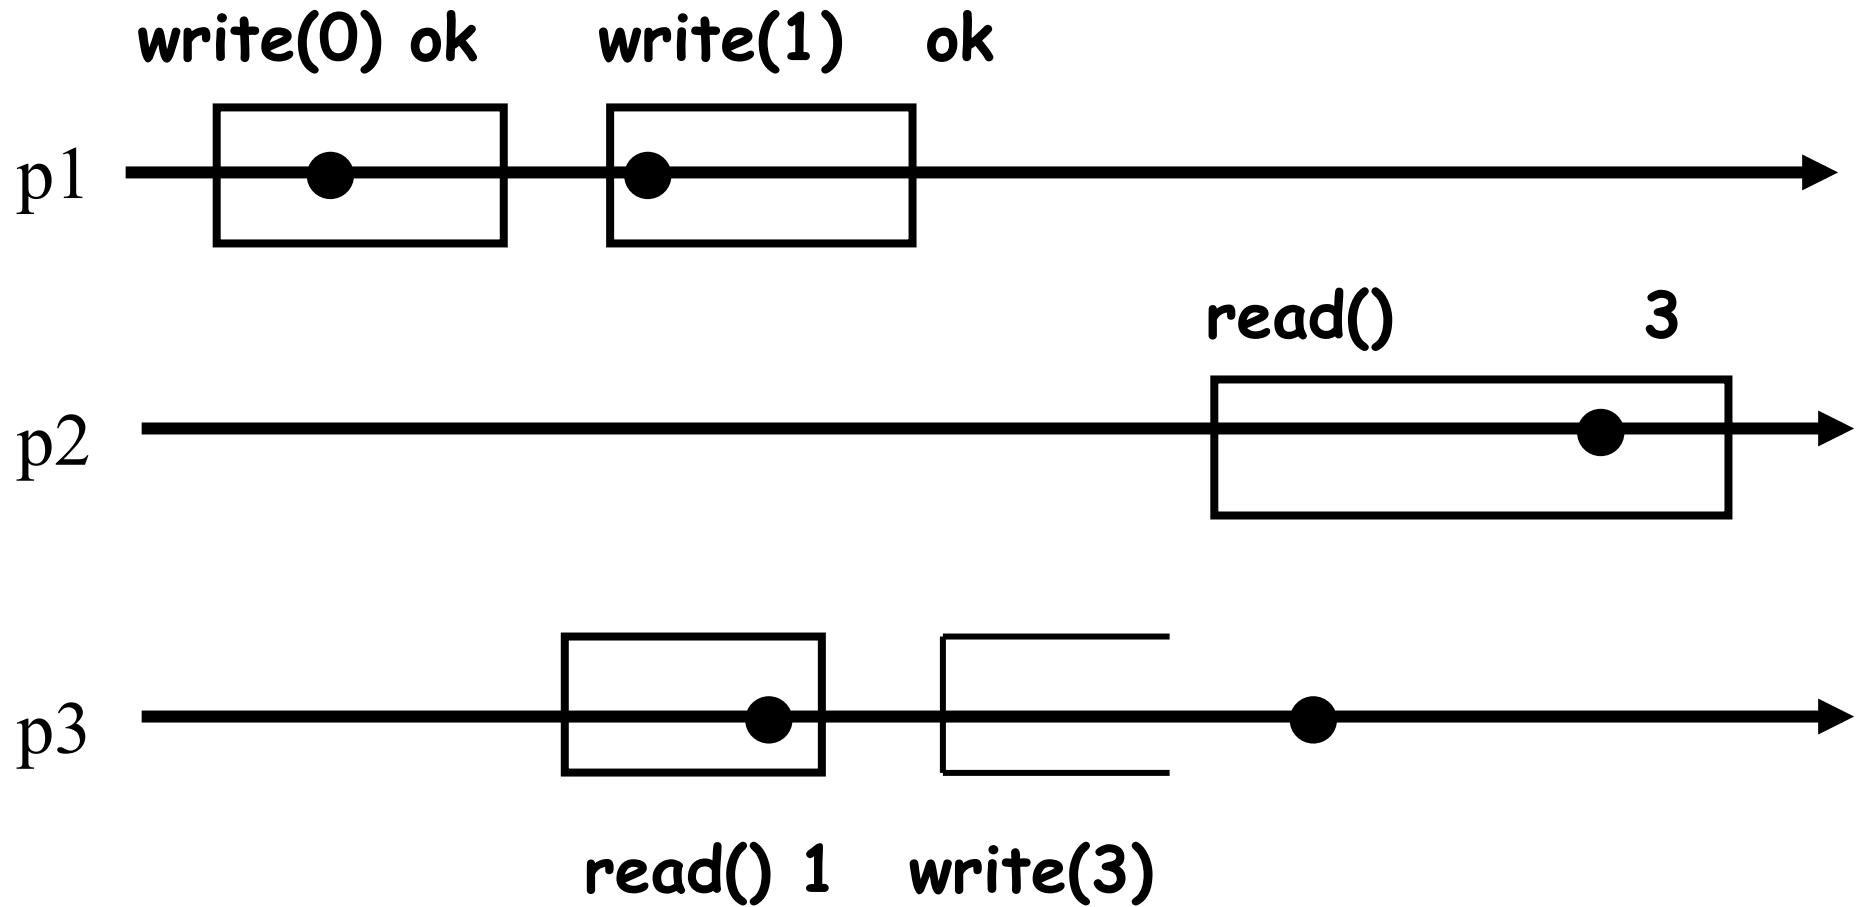 write(0) ok write(1) ok
p1
read() 3
p2
p3
read() 1 write(3)